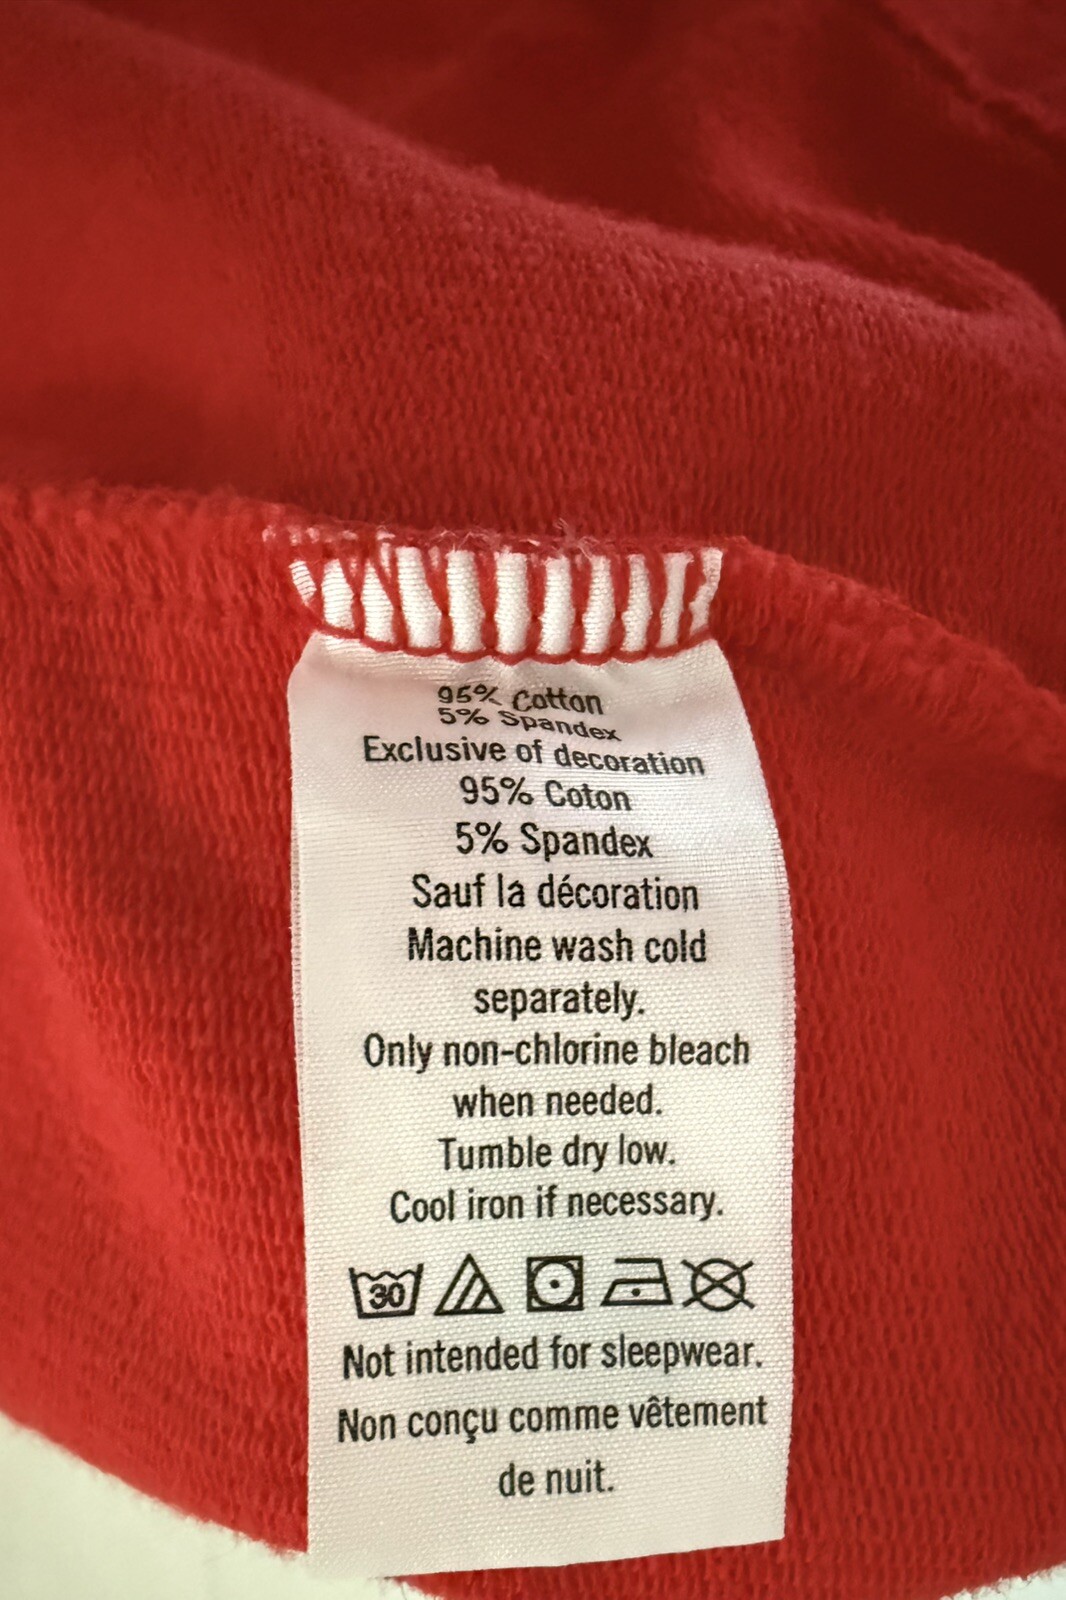 95% Cotton
5% Spandex
Exclusive of decoration
95% Coton
5% Spandex
Sauf la décoration
Machine wash cold
separately.
Only non-chlorine bleach
when needed.
Tumble dry low.
Cool iron if necessary.
30
Not intended for sleepwear.
Non conçu comme vêtement
de nuit.